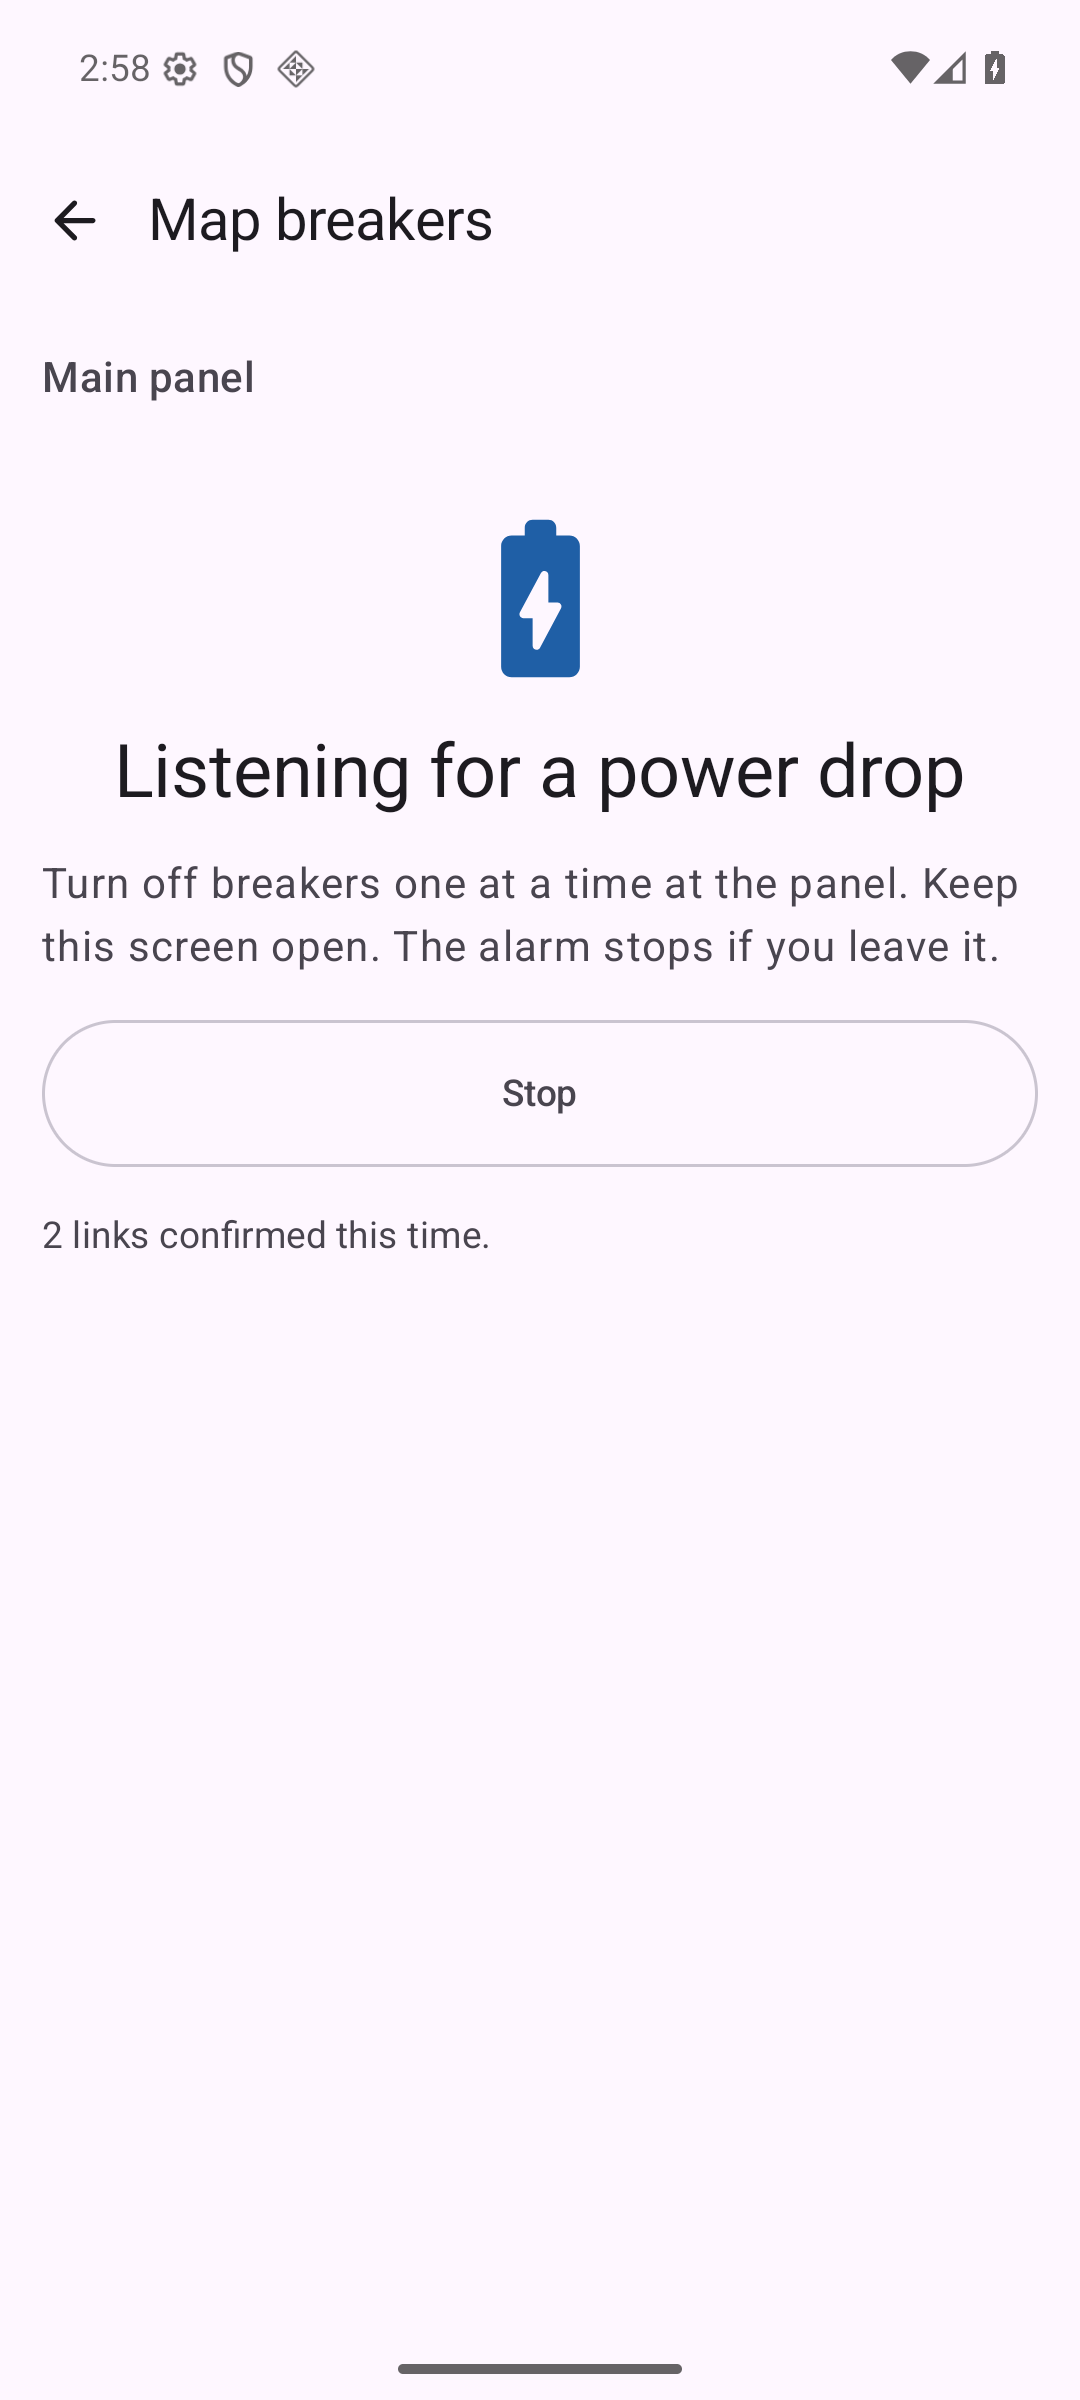 2:58
Map breakers
Main panel
Listening for a power drop
Turn off breakers one at a time at the panel. Keep
this screen open. The alarm stops if you leave it.
Stop
2 links confirmed this time.